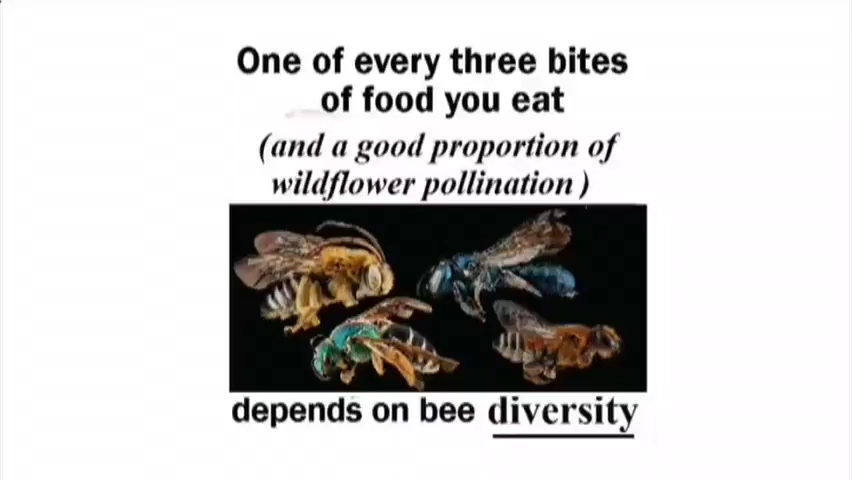 One of every three bites
of food you eat
(and a good proportion of
wildflower pollination )
depends on bee diversity